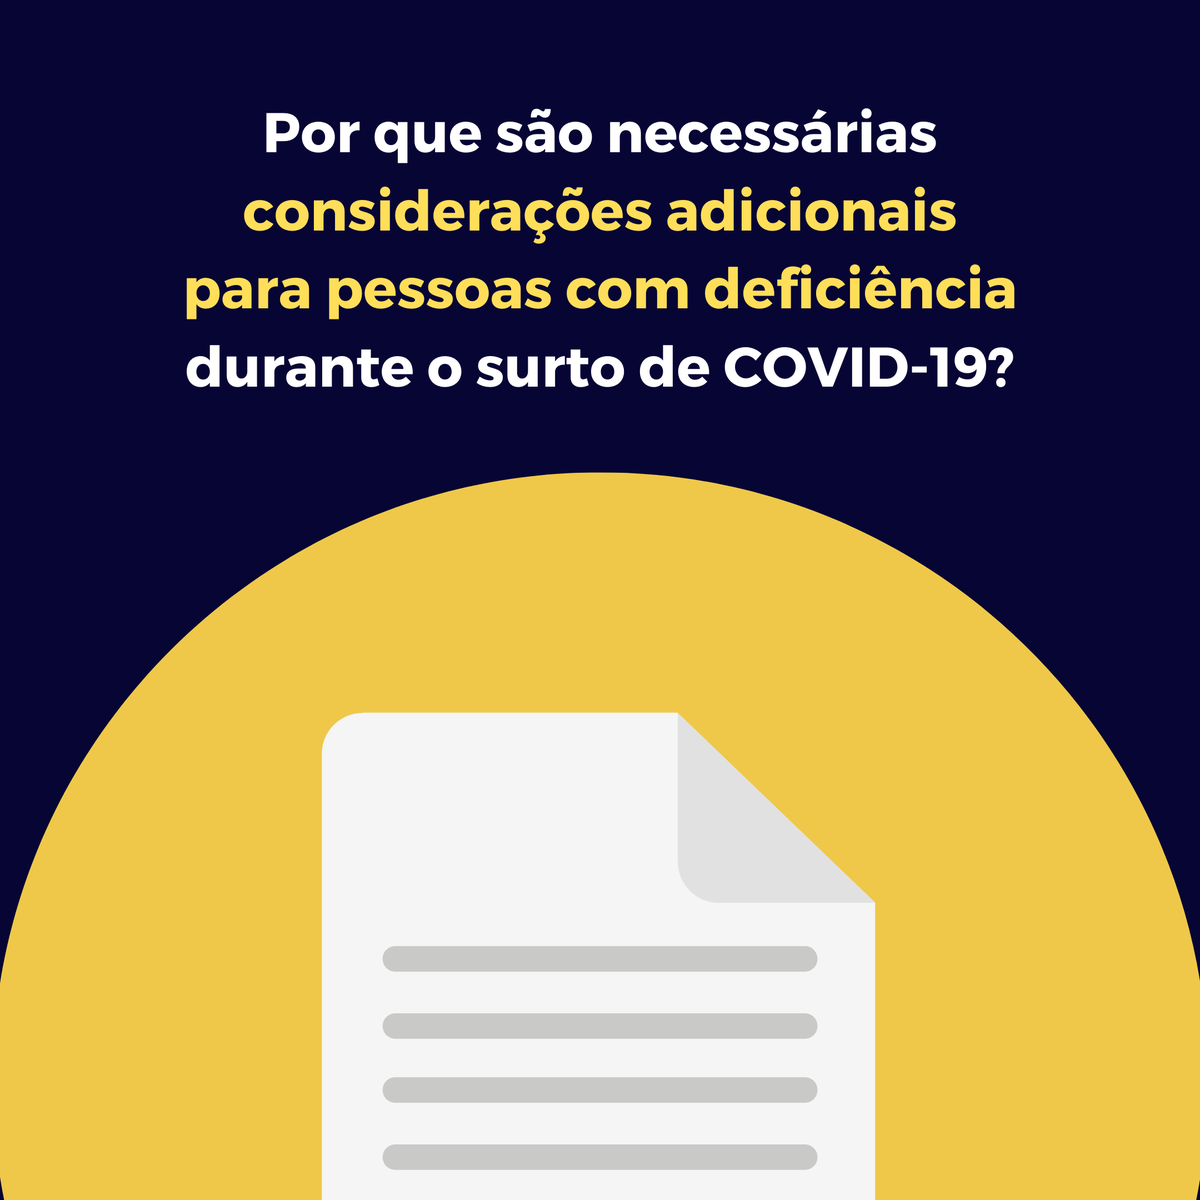 Por que são necessárias
considerações adicionais
para pessoas com deficiência
durante o surto de COVID-19?